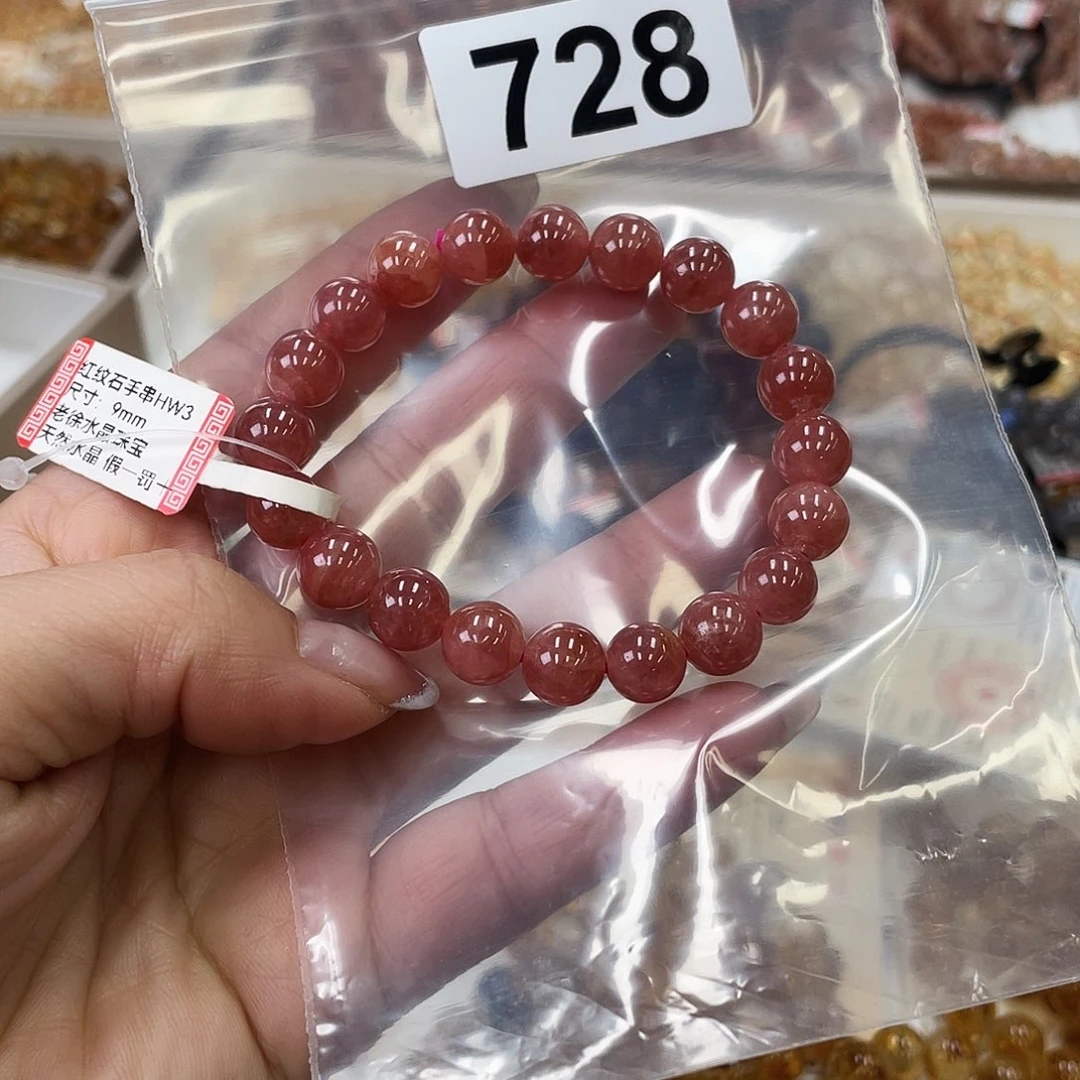 728
红纹石手串HW3
尺寸：9mm
老徐水晶珠宝
天然水晶 假一罚